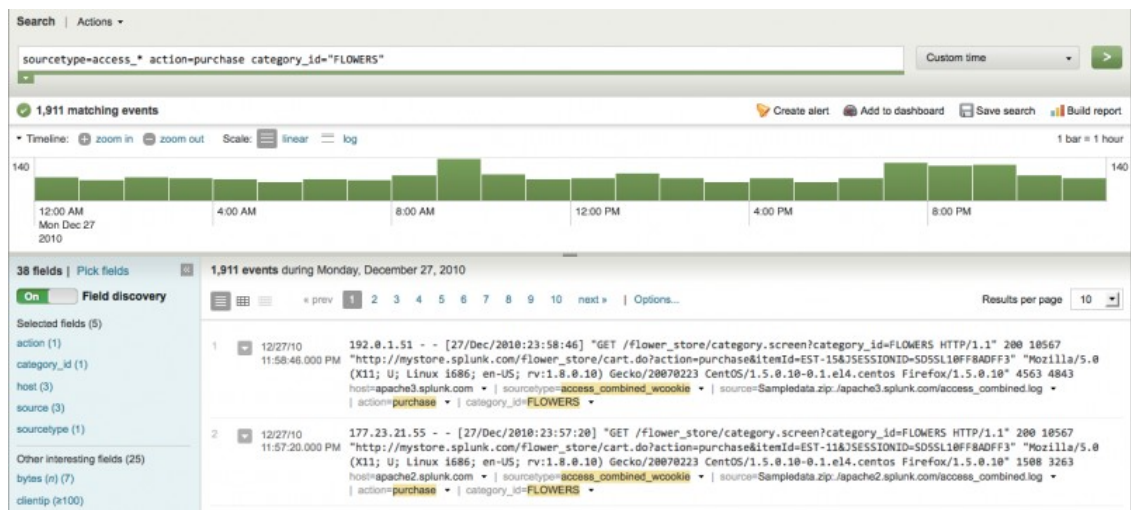 Search | Actions
sourcetype=access_* action=purchase category_id="FLOWERS"
Custom time
>
1,911 matching events
Create alert Add to dashboard Save search Build report
Timeline: zoom in zoom out Scale: linear log
1 bar = 1 hour
140
140
12:00 AM 4:00 AM 8:00 AM 12:00 PM 4:00 PM 8:00 PM
Mon Dec 27
2010
38 fields | Pick fields
«
On Field discovery
Selected fields (5)
action (1)
category_id (1)
host (3)
source (3)
sourcetype (1)
Other interesting fields (25)
bytes (n) (7)
clientip (≥100)
1,911 events during Monday, December 27, 2010
« prev 1 2 3 4 5 6 7 8 9 10 next » | Options...
Results per page 10
1 12/27/10 192.0.1.51 - - [27/Dec/2010:23:58:46] "GET /flower_store/category.screen?category_id=FLOWERS HTTP/1.1" 200 10567
11:58:46.000 PM "http://mystore.splunk.com/flower_store/cart.do?action=purchase&itemId=EST-15&JSESSIONID=SD5SL10FF8ADFF3" "Mozilla/5.0
(X11; U; Linux i686; en-US; rv:1.8.0.10) Gecko/20070223 CentOS/1.5.0.10-0.1.el4.centos Firefox/1.5.0.10" 4563 4843
host=apache3.splunk.com | sourcetype=access_combined_wcookie | source=Sampledata.zip:./apache3.splunk.com/access_combined.log
| action=purchase | category_id=FLOWERS
2 12/27/10 177.23.21.55 - - [27/Dec/2010:23:57:20] "GET /flower_store/category.screen?category_id=FLOWERS HTTP/1.1" 200 10567
11:57:20.000 PM "http://mystore.splunk.com/flower_store/cart.do?action=purchase&itemId=EST-11&JSESSIONID=SD5SL10FF8ADFF3" "Mozilla/5.0
(X11; U; Linux i686; en-US; rv:1.8.0.10) Gecko/20070223 CentOS/1.5.0.10-0.1.el4.centos Firefox/1.5.0.10" 1508 3263
host=apache2.splunk.com | sourcetype=access_combined_wcookie | source=Sampledata.zip:./apache2.splunk.com/access_combined.log
| action=purchase | category_id=FLOWERS